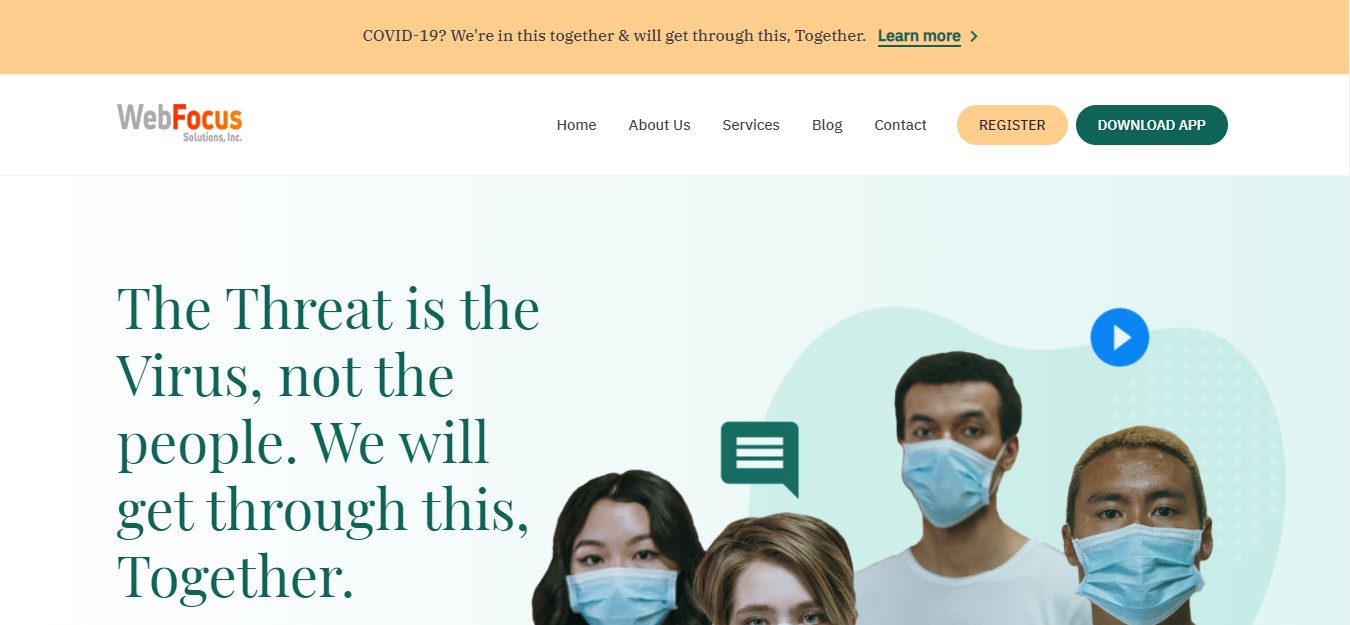 COVID-19? We're in this together & will get through this, Together. Learn more
WebFocus
Solutions, Inc.
Home About Us Services Blog Contact REGISTER DOWNLOAD APP
The Threat is the
Virus, not the
people. We will
get through this,
Together.